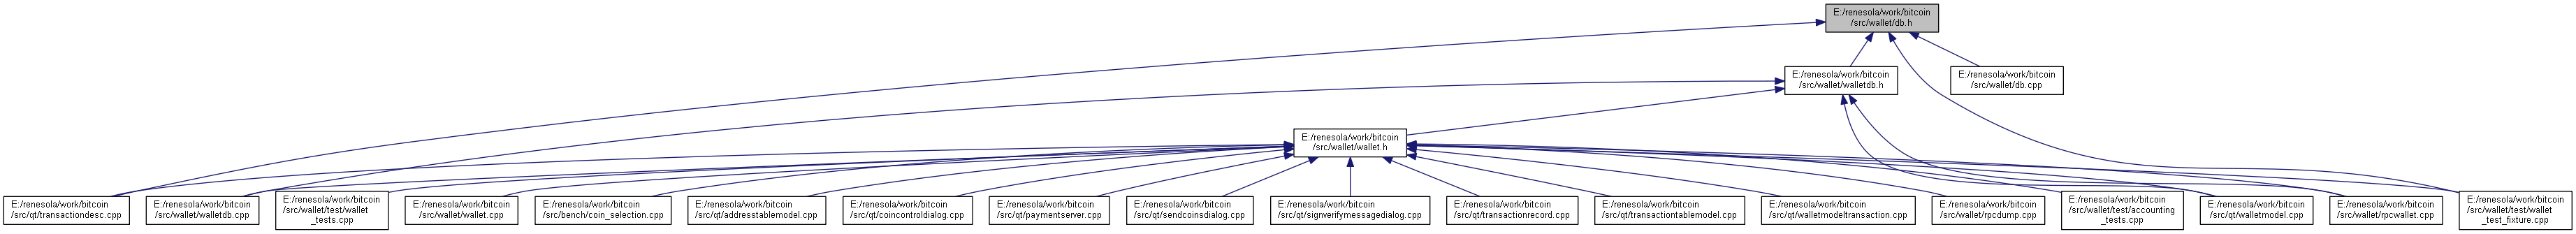 E:/renesola/work/bitcoin
/src/wallet/db.h
E:/renesola/work/bitcoin
/src/wallet/walletdb.h
E:/renesola/work/bitcoin
/src/wallet/db.cpp
E:/renesola/work/bitcoin
/src/wallet/wallet.h
E:/renesola/work/bitcoin
/src/qt/transactiondesc.cpp
E:/renesola/work/bitcoin
/src/wallet/walletdb.cpp
E:/renesola/work/bitcoin
/src/wallet/test/wallet
_tests.cpp
E:/renesola/work/bitcoin
/src/wallet/wallet.cpp
E:/renesola/work/bitcoin
/src/bench/coin_selection.cpp
E:/renesola/work/bitcoin
/src/qt/addresstablemodel.cpp
E:/renesola/work/bitcoin
/src/qt/coincontroldialog.cpp
E:/renesola/work/bitcoin
/src/qt/paymentserver.cpp
E:/renesola/work/bitcoin
/src/qt/sendcoinsdialog.cpp
E:/renesola/work/bitcoin
/src/qt/signverifymessagedialog.cpp
E:/renesola/work/bitcoin
/src/qt/transactionrecord.cpp
E:/renesola/work/bitcoin
/src/qt/transactiontablemodel.cpp
E:/renesola/work/bitcoin
/src/qt/walletmodeltransaction.cpp
E:/renesola/work/bitcoin
/src/wallet/rpcdump.cpp
E:/renesola/work/bitcoin
/src/wallet/test/accounting
_tests.cpp
E:/renesola/work/bitcoin
/src/qt/walletmodel.cpp
E:/renesola/work/bitcoin
/src/wallet/rpcwallet.cpp
E:/renesola/work/bitcoin
/src/wallet/test/wallet
_test_fixture.cpp